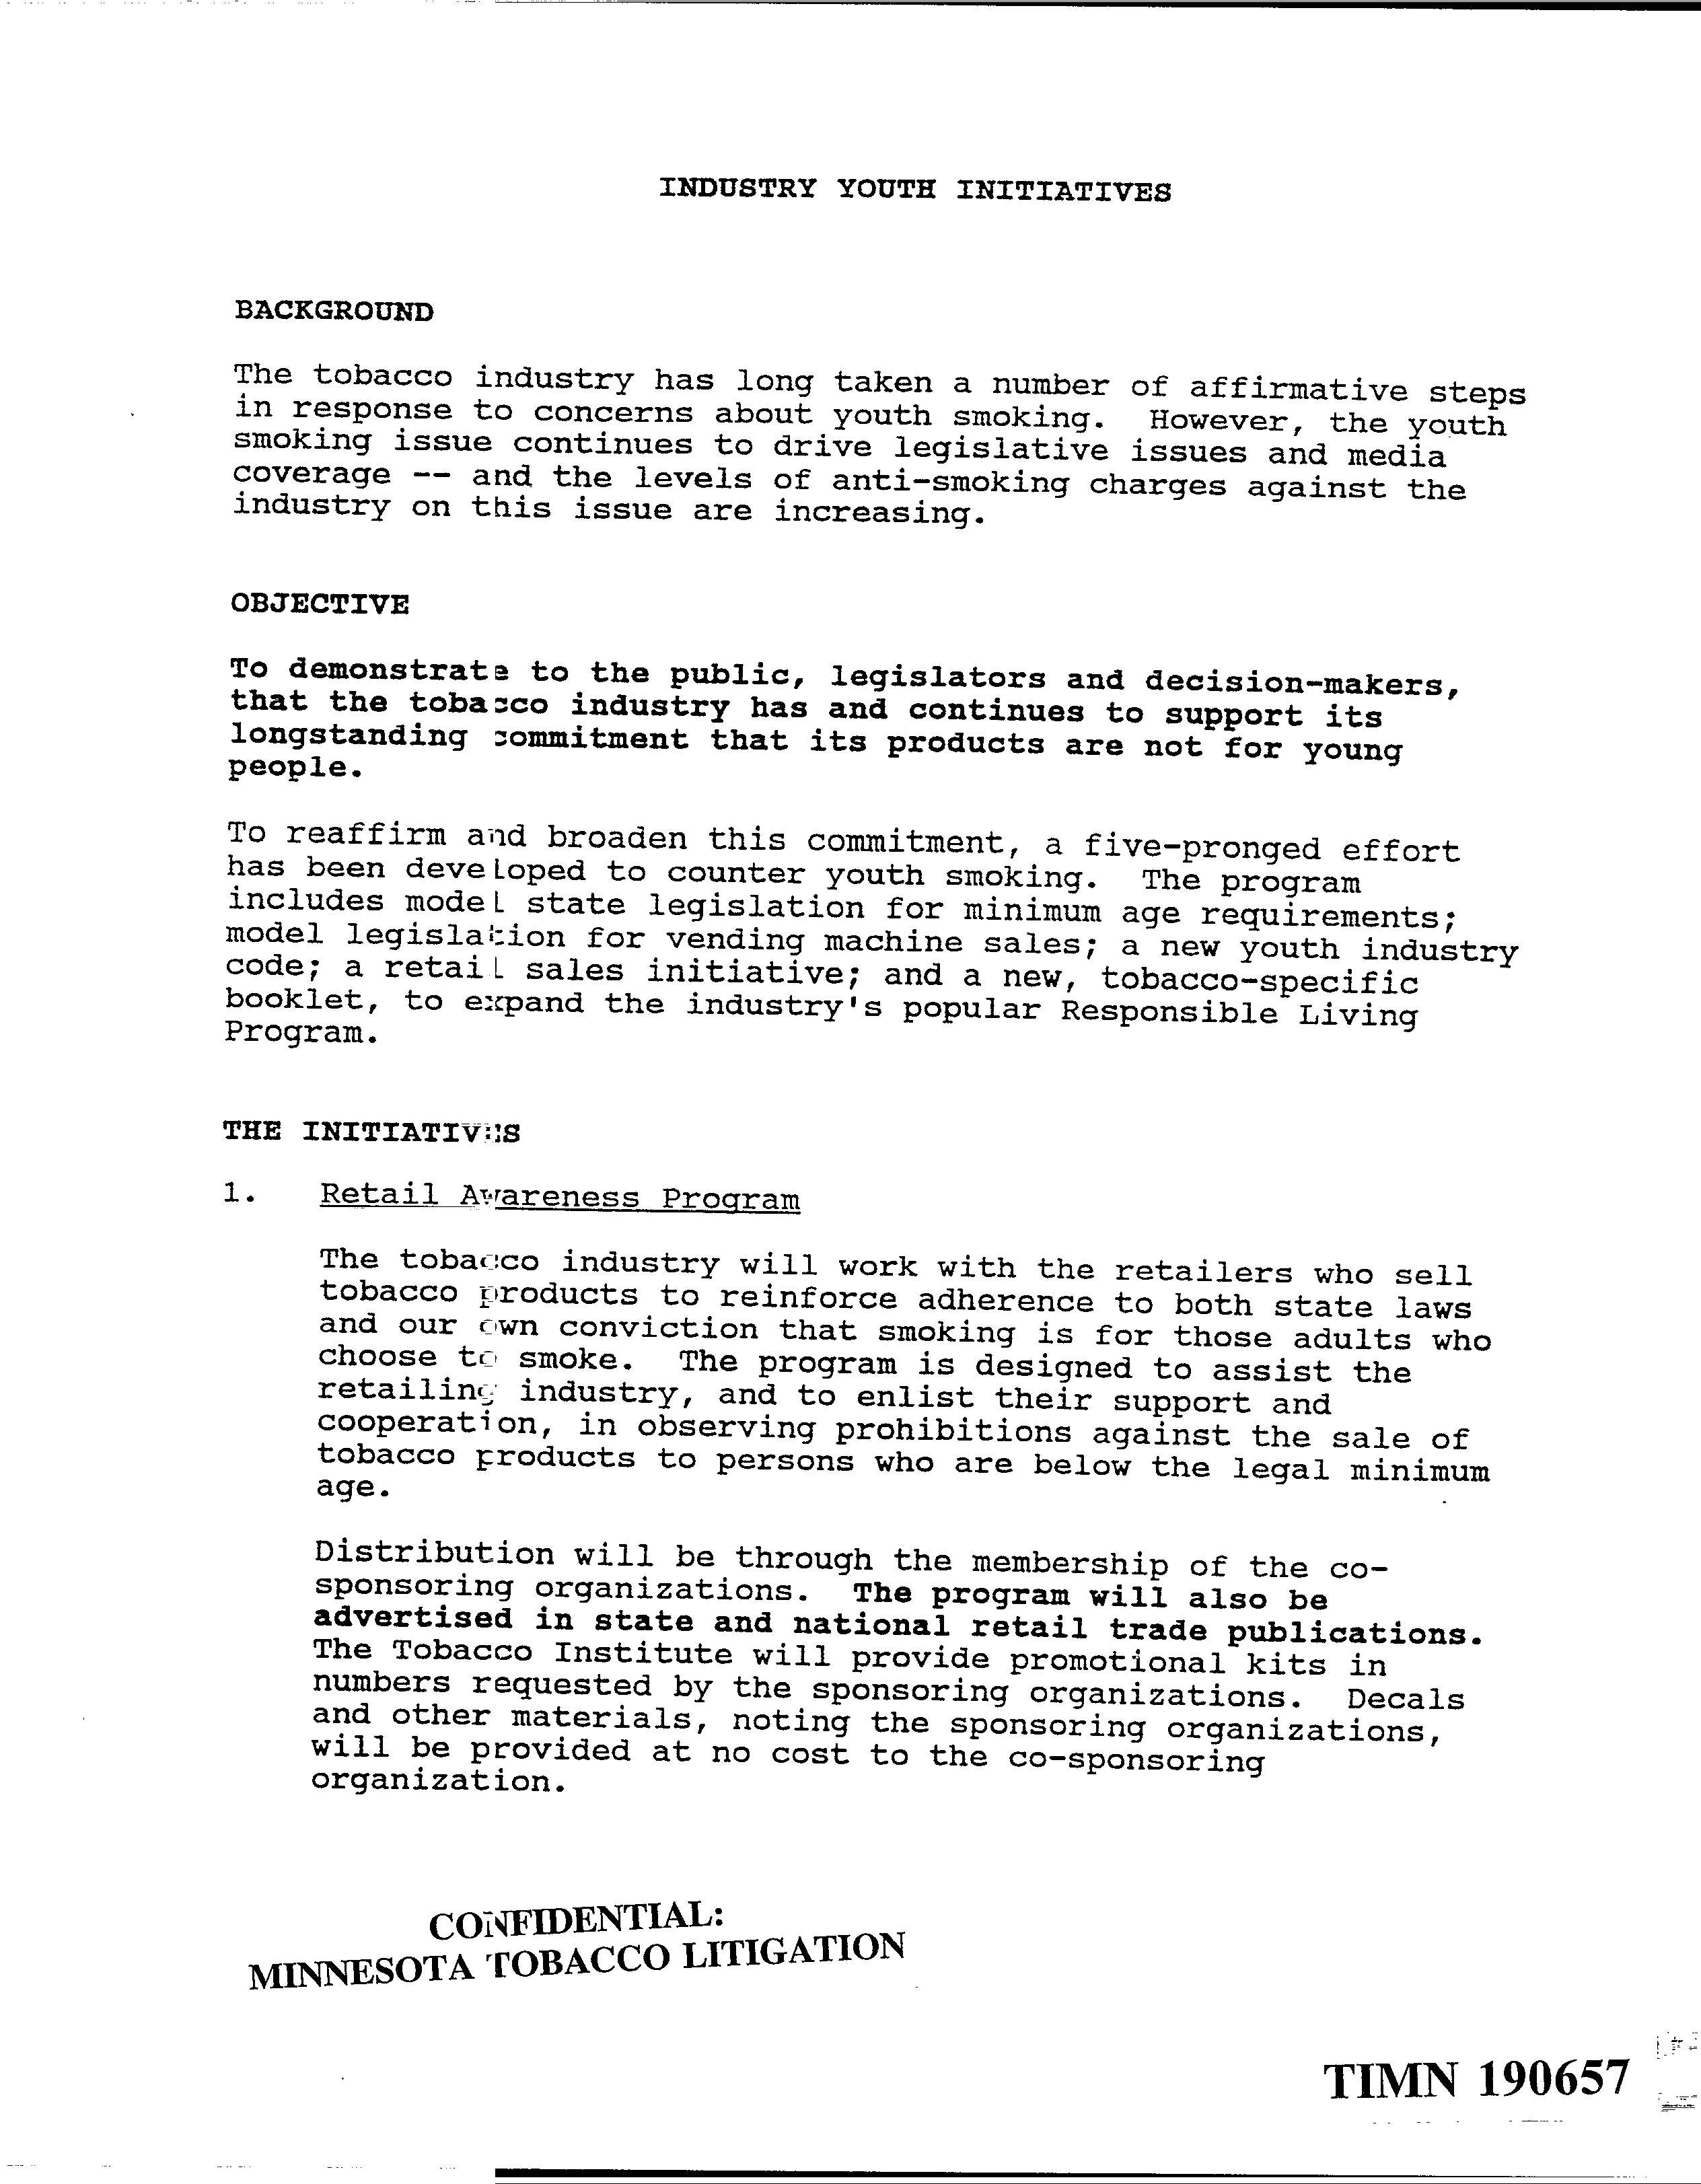 INDUSTRY YOUTH INITIATIVES
BACKGROUND
The tobacco industry has long taken a number of affirmative steps
in response to concerns about youth smoking. However, the youth
smoking issue continues to drive legislative issues and media
coverage -- and the levels of anti-smoking charges against the
industry on this issue are increasing.
OBJECTIVE
To demonstrate to the public, legislators and decision-makers,
that the tobacco industry has and continues to support its
longstanding commitment that its products are not for young
people.
To reaffirm and broaden this commitment, a five-pronged effort
has been developed to counter youth smoking. The program
includes model state legislation for minimum age requirements;
model legislation for vending machine sales; a new youth industry
code; a retail sales initiative; and a new, tobacco-specific
booklet, to expand the industry's popular Responsible Living
Program.
THE INITIATIVES
1. Retail Awareness Program
The tobacco industry will work with the retailers who sell
tobacco products to reinforce adherence to both state laws
and our own conviction that smoking is for those adults who
choose to smoke. The program is designed to assist the
retailing industry, and to enlist their support and
cooperation, in observing prohibitions against the sale of
tobacco products to persons who are below the legal minimum
age.
Distribution will be through the membership of the co-
sponsoring organizations. The program will also be
advertised in state and national retail trade publications.
The Tobacco Institute will provide promotional kits in
numbers requested by the sponsoring organizations. Decals
and other materials, noting the sponsoring organizations,
will be provided at no cost to the co-sponsoring
organization.
CONFIDENTIAL:
MINNESOTA TOBACCO LITIGATION
TIMN 190657